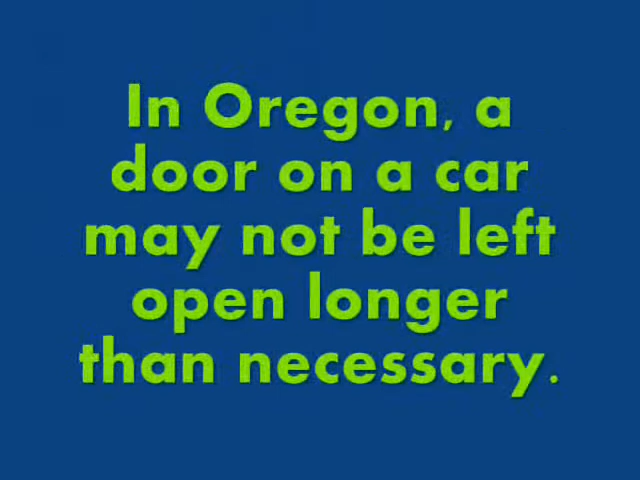 In Oregon, a
door on a car
may not be left
open longer
than necessary.